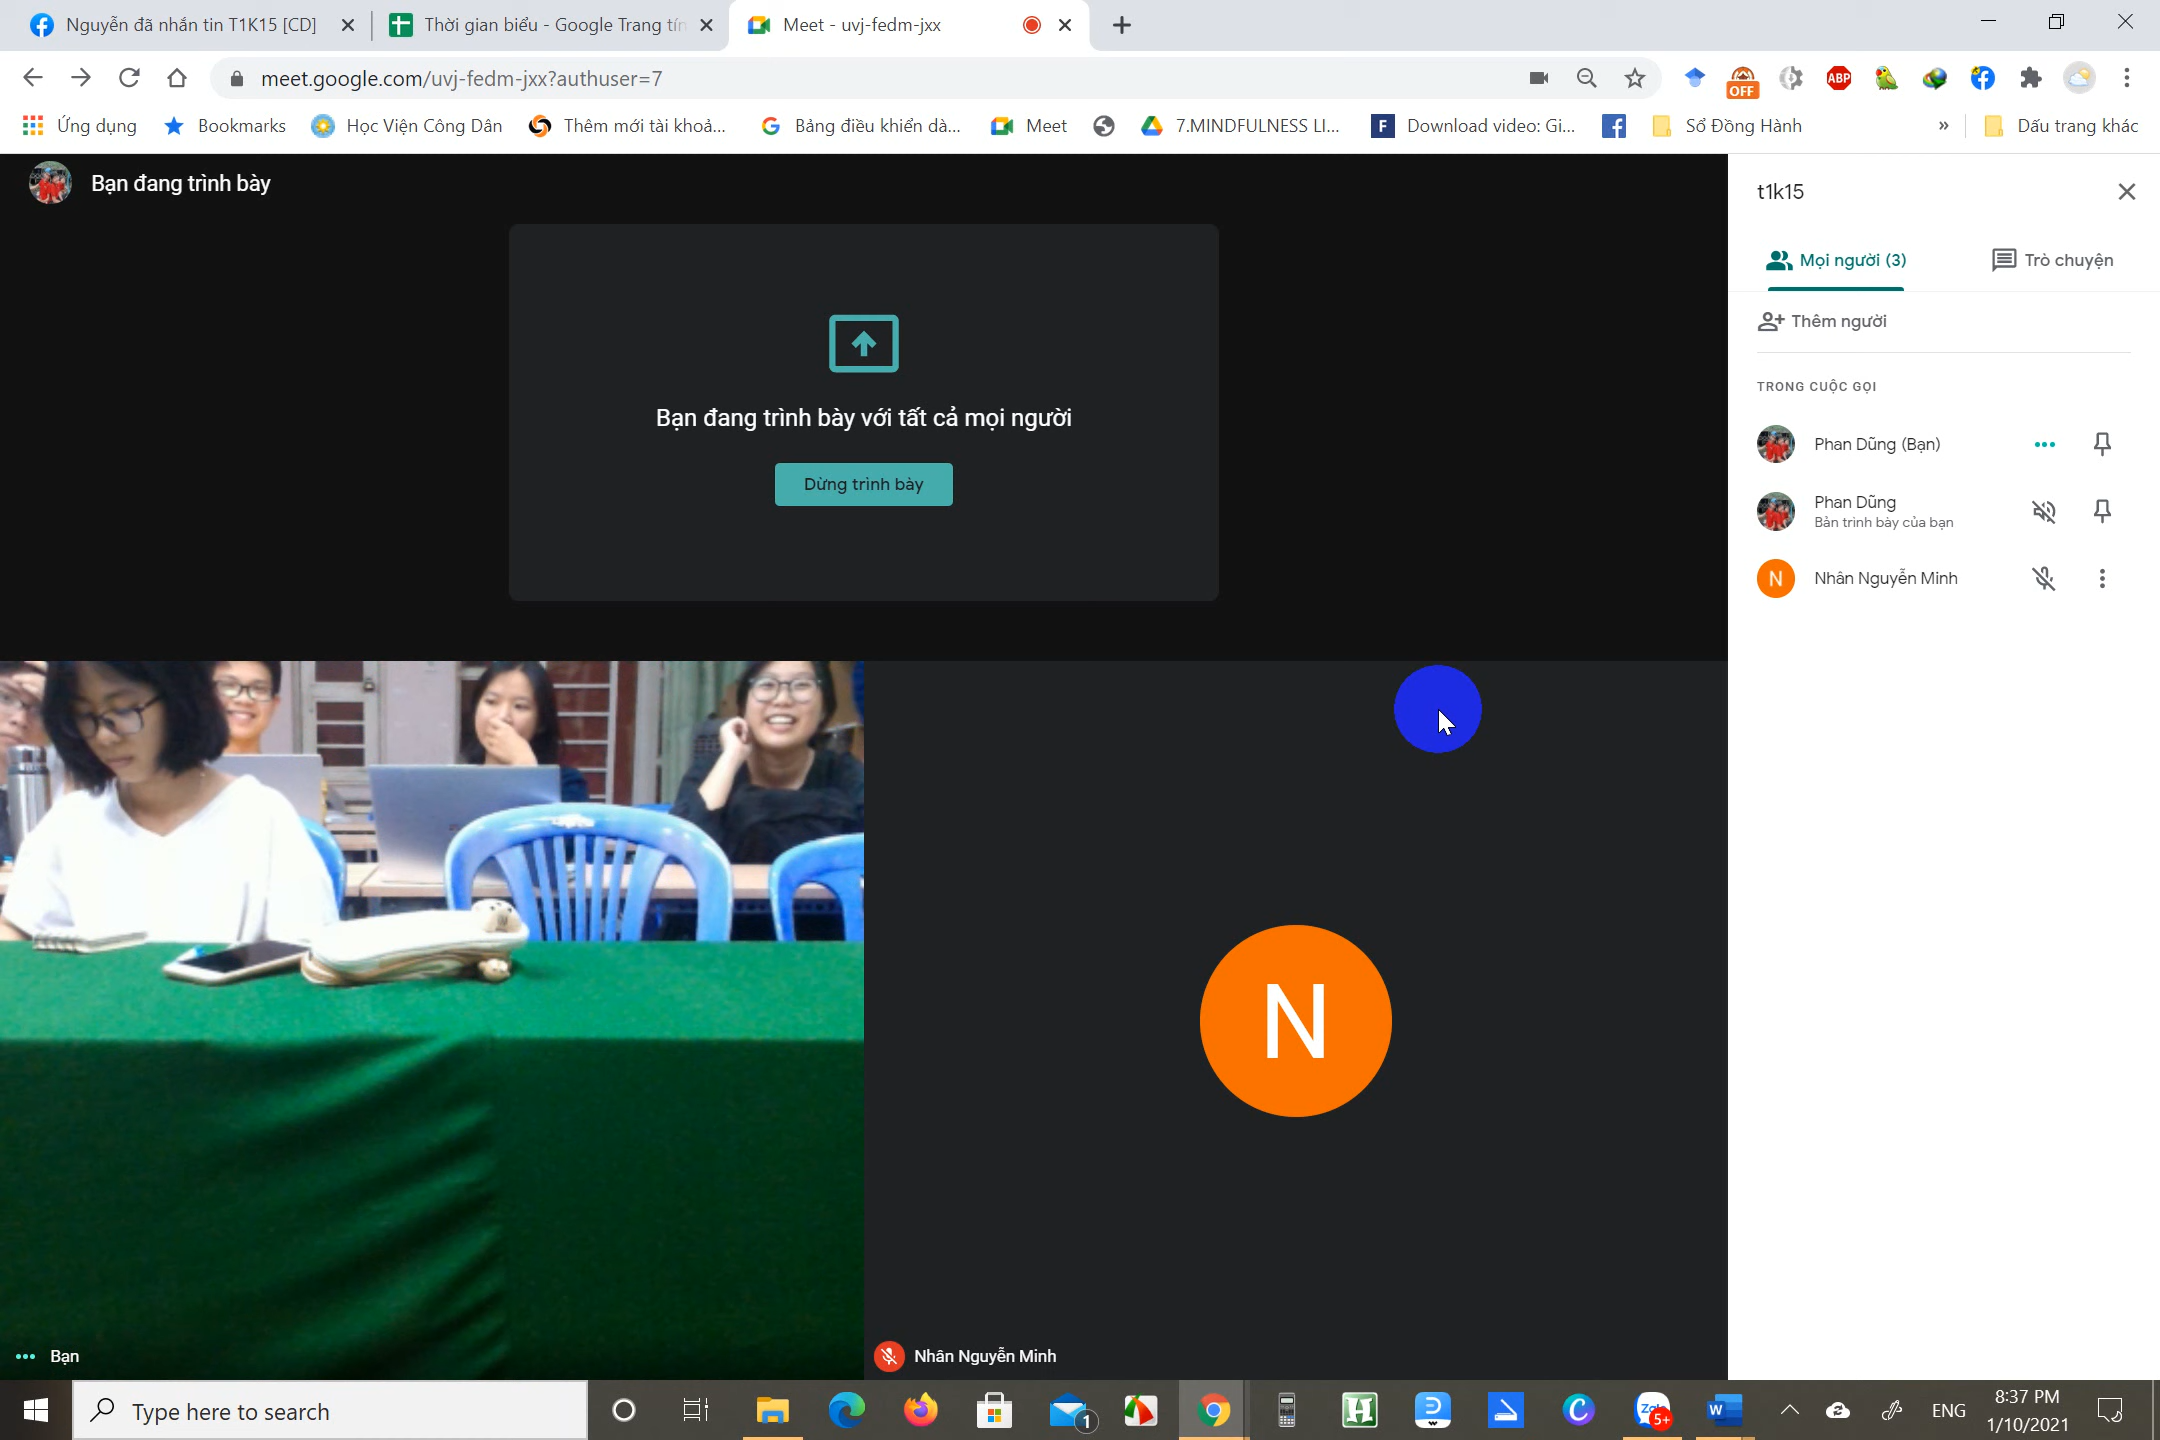 Nguyễn đã nhắn tin T1K15 [CD]
Thời gian biểu - Google Trang tín
Meet - uvj-fedm-jxx
meet.google.com/uvj-fedm-jxx?authuser=7
OFF
ABP
Ứng dụng
Bookmarks
Học Viện Công Dân
Thêm mới tài khoả...
Bảng điều khiển dà...
Meet
7.MINDFULNESS LI...
F
Download video: Gi...
Sổ Đồng Hành
»
Dấu trang khác
Bạn đang trình bày
Bạn đang trình bày với tất cả mọi người
Dừng trình bày
t1k15
Mọi người (3)
Trò chuyện
Thêm người
TRONG CUỘC GỌI
Phan Dũng (Bạn)
Phan Dũng
Bản trình bày của bạn
N
Nhân Nguyễn Minh
N
Bạn
Nhân Nguyễn Minh
Type here to search
1
Zalo
5+
W
ENG
8:37 PM
1/10/2021